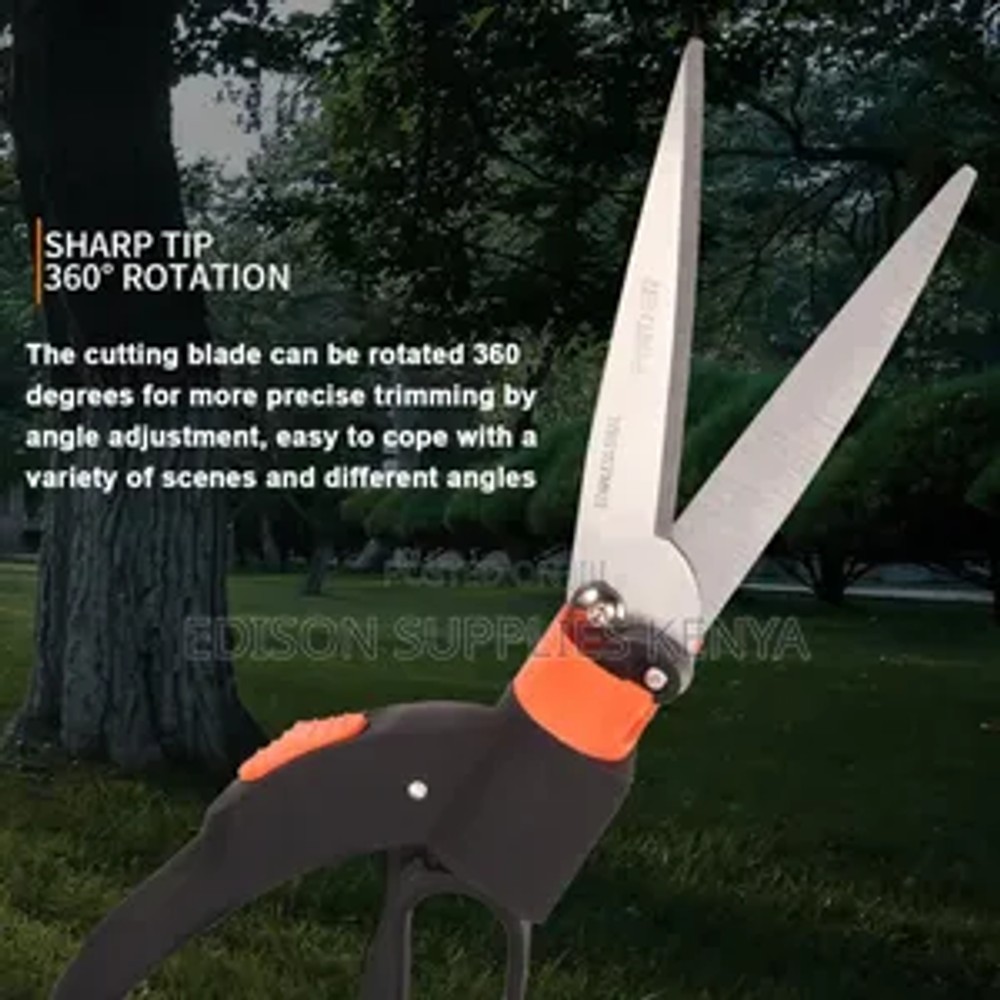 SHARP TIP
360° ROTATION
The cutting blade can be rotated 360
degrees for more precise trimming by
angle adjustment, easy to cope with a
variety of scenes and different angles
EDISON SUPPLIES KENYA